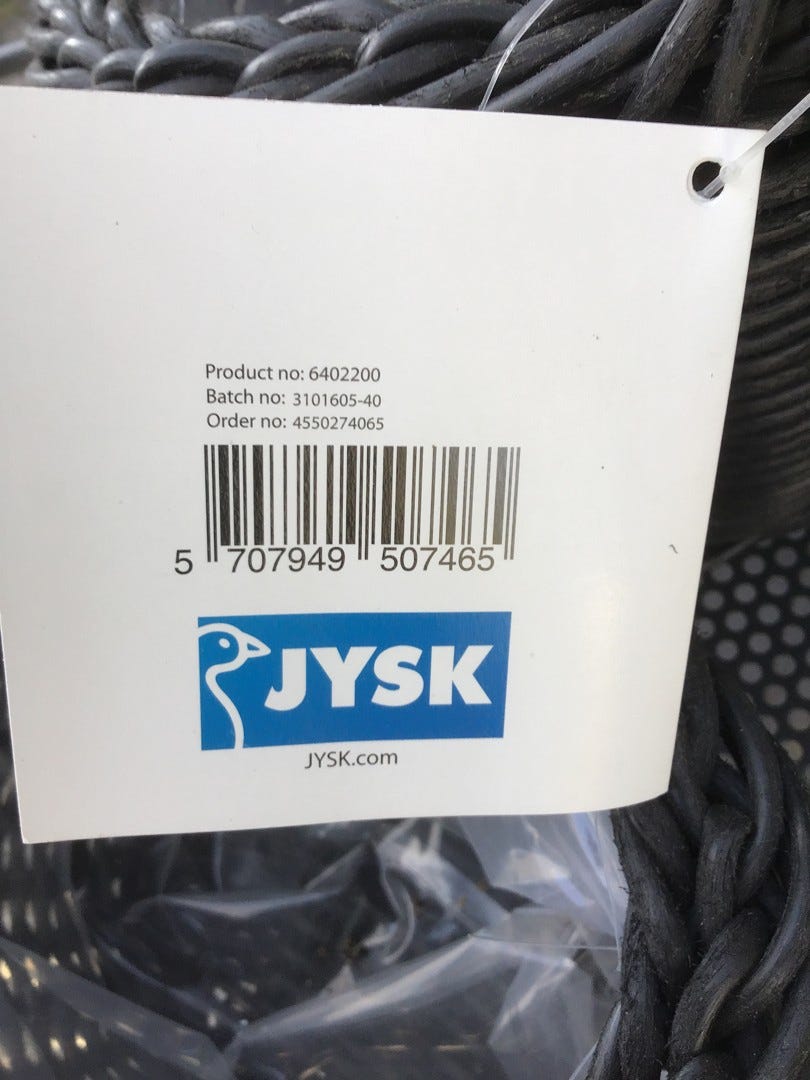 Product no: 6402200
Batch no: 3101605-40
Order no: 4550274065
5 707949 507465
JYSK
JYSK.com